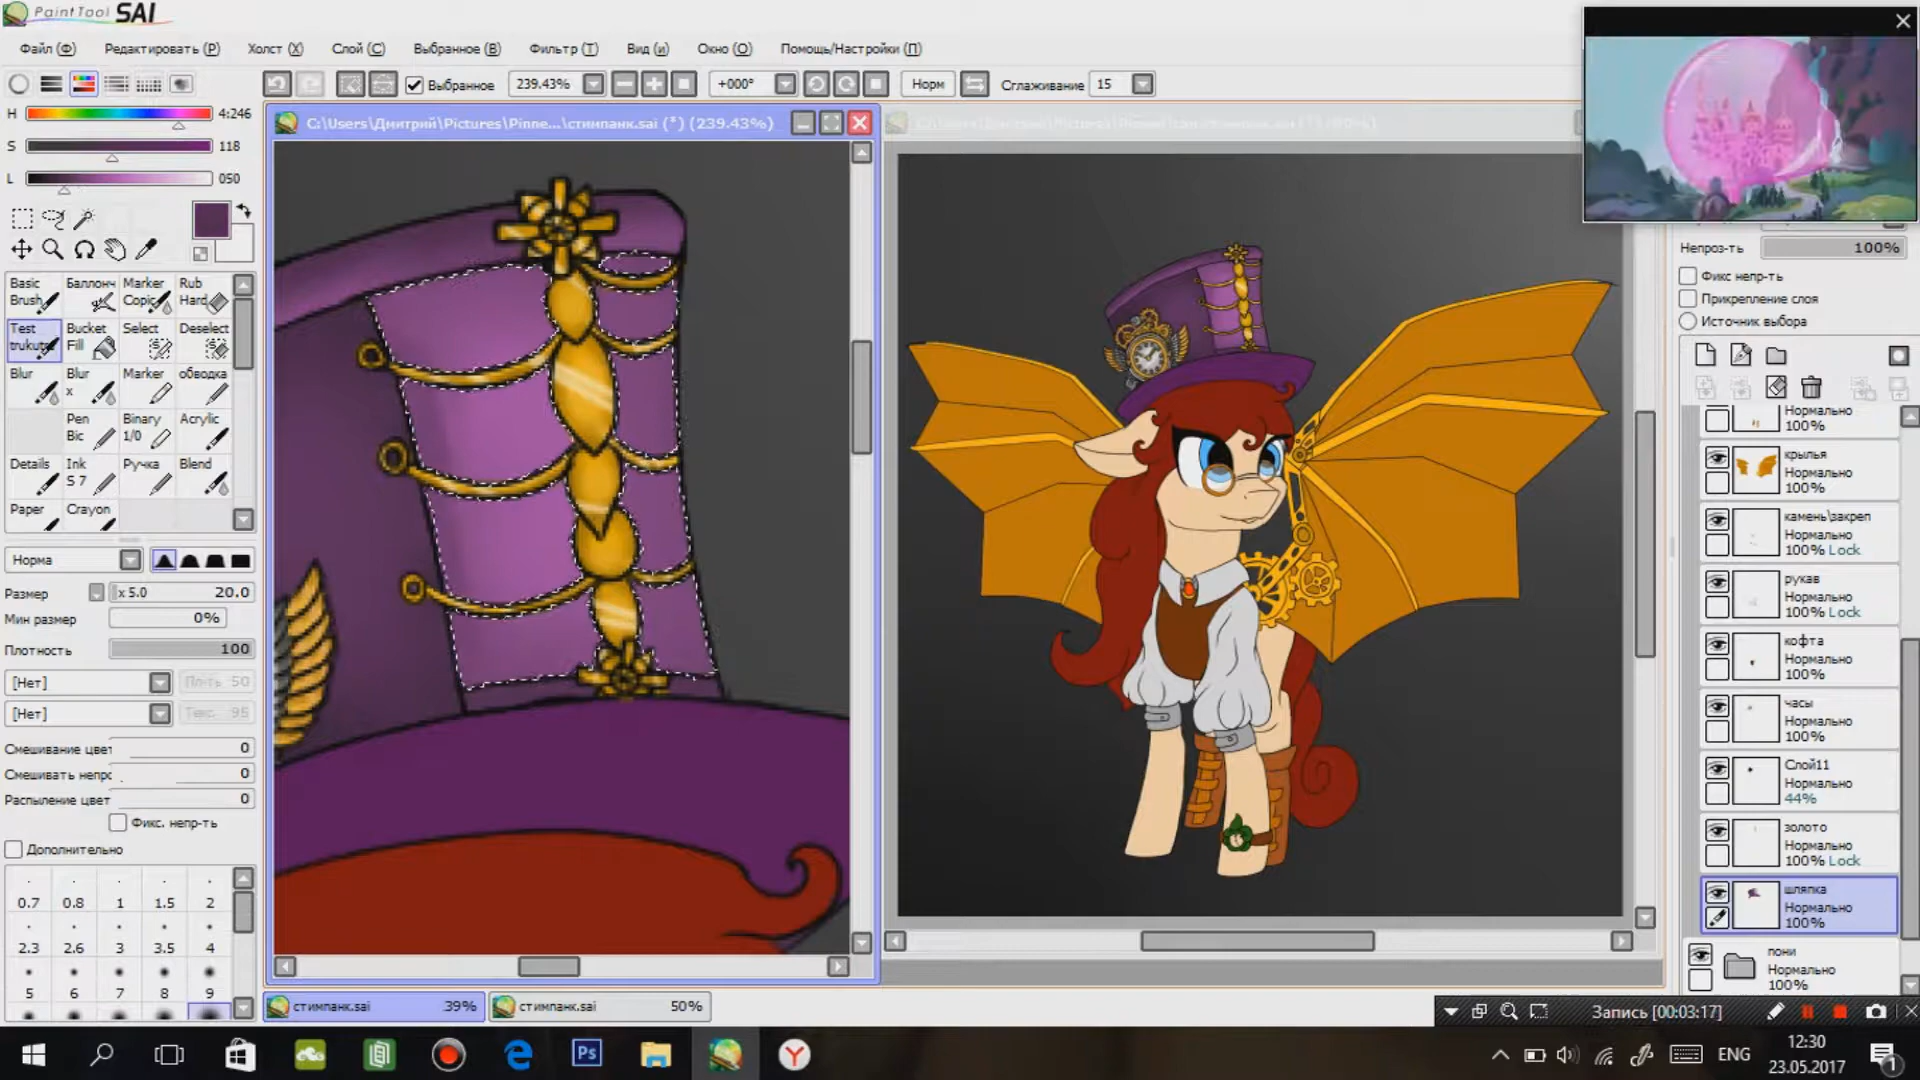 PaintTool SAI
Файл (Ф) Редактировать (Р) Холст (Х) Слой (С) Выбранное (В) Фильтр (Т) Вид (и) Окно (О) Помощь/Настройки (П)
Выбранное 239.43% +000° Норм Сглаживание 15
H 4:246
S 118
L 050
C:\Users\Дмитрий\Pictures\Pinne...\стимпанк.sai (*) (239.43%)
Basic Brush
Баллонч
Marker Copic
Rub Hard
Test trukuta
Bucket Fill
Select
Deselect
Blur
Blur x
Marker
обводка
Pen Bic
Binary 1/0
Acrylic
Details
Ink S 7
Ручка
Blend
Paper
Crayon
Норма
Размер x 5.0 20.0
Мин размер 0%
Плотность 100
[Нет] Пл-ть 50
[Нет] Текс. 95
Смешивание цвет 0
Смешивать непрс 0
Распыление цвет 0
Фикс. непр-ть
Дополнительно
0.7 0.8 1 1.5 2
2.3 2.6 3 3.5 4
5 6 7 8 9
стимпанк.sai 39%
стимпанк.sai 50%
Непроз-ть 100%
Фикс непр-ть
Прикрепление слоя
Источник выбора
Нормально
100%
крылья
Нормально
100%
камень\закреп
Нормально
100% Lock
рукав
Нормально
100% Lock
кофта
Нормально
100%
часы
Нормально
100%
Слой11
Нормально
44%
золото
Нормально
100% Lock
шляпка
Нормально
100%
пони
Нормально
100%
Запись [00:03:17]
Ps
ENG
12:30
23.05.2017
1